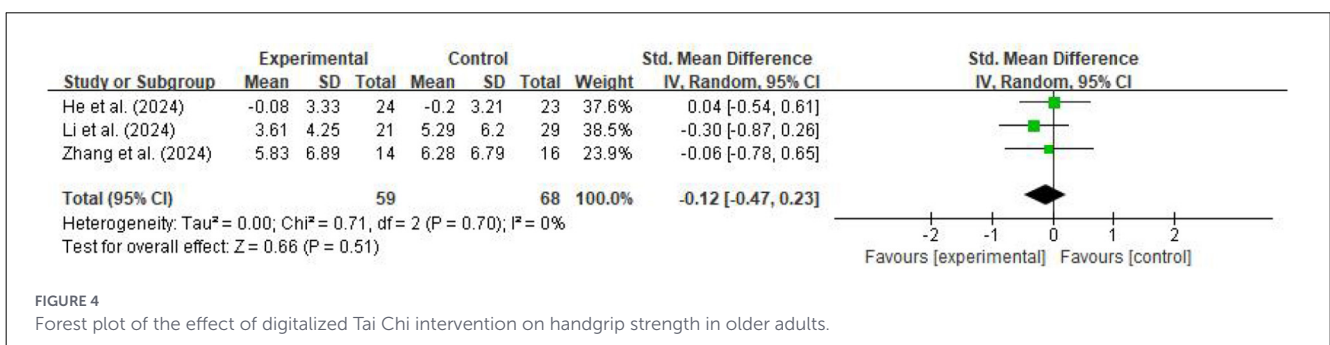 Experimental Control Std. Mean Difference Std. Mean Difference
Study or Subgroup Mean SD Total Mean SD Total Weight IV, Random, 95% CI IV, Random, 95% CI
He et al. (2024) -0.08 3.33 24 -0.2 3.21 23 37.6% 0.04 [-0.54, 0.61]
Li et al. (2024) 3.61 4.25 21 5.29 6.2 29 38.5% -0.30 [-0.87, 0.26]
Zhang et al. (2024) 5.83 6.89 14 6.28 6.79 16 23.9% -0.06 [-0.78, 0.65]
Total (95% CI) 59 68 100.0% -0.12 [-0.47, 0.23]
Heterogeneity: Tau² = 0.00; Chi² = 0.71, df = 2 (P = 0.70); I² = 0%
Test for overall effect: Z = 0.66 (P = 0.51)
-2 -1 0 1 2
Favours [experimental] Favours [control]
FIGURE 4
Forest plot of the effect of digitalized Tai Chi intervention on handgrip strength in older adults.